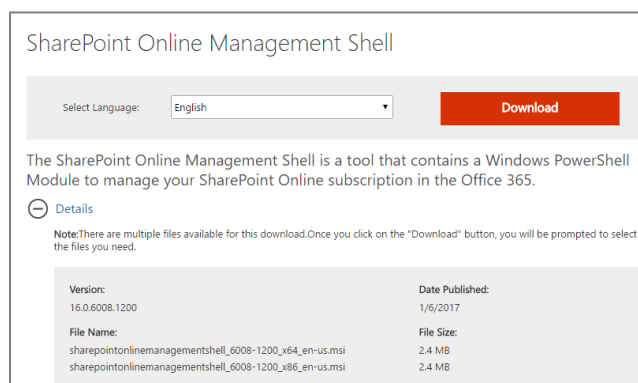 SharePoint Online Management Shell
Select Language: English Download
The SharePoint Online Management Shell is a tool that contains a Windows PowerShell
Module to manage your SharePoint Online subscription in the Office 365.
Details
Note:There are multiple files available for this download.Once you click on the "Download" button, you will be prompted to select
the files you need.
Version: Date Published:
16.0.6008.1200 1/6/2017
File Name: File Size:
sharepointonlinemanagementshell_6008-1200_x64_en-us.msi 2.4 MB
sharepointonlinemanagementshell_6008-1200_x86_en-us.msi 2.4 MB